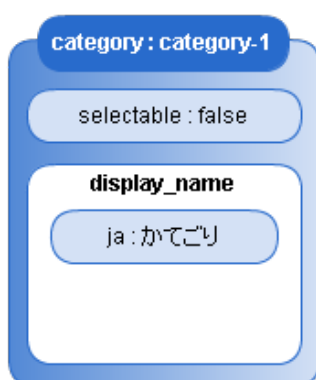 category : category-1
selectable : false
display_name
ja : かてごり